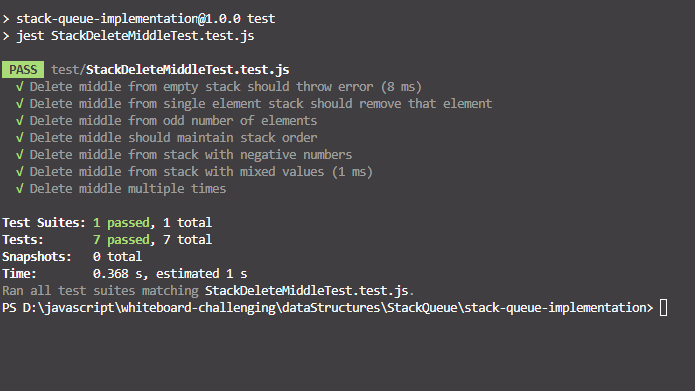 > stack-queue-implementation@1.0.0 test
> jest StackDeleteMiddleTest.test.js
PASS test/StackDeleteMiddleTest.test.js
√ Delete middle from empty stack should throw error (8 ms)
√ Delete middle from single element stack should remove that element
√ Delete middle from odd number of elements
√ Delete middle should maintain stack order
√ Delete middle from stack with negative numbers
√ Delete middle from stack with mixed values (1 ms)
√ Delete middle multiple times
Test Suites: 1 passed, 1 total
Tests:       7 passed, 7 total
Snapshots:   0 total
Time:        0.368 s, estimated 1 s
Ran all test suites matching StackDeleteMiddleTest.test.js.
PS D:\javascript\whiteboard-challenging\dataStructures\StackQueue\stack-queue-implementation>